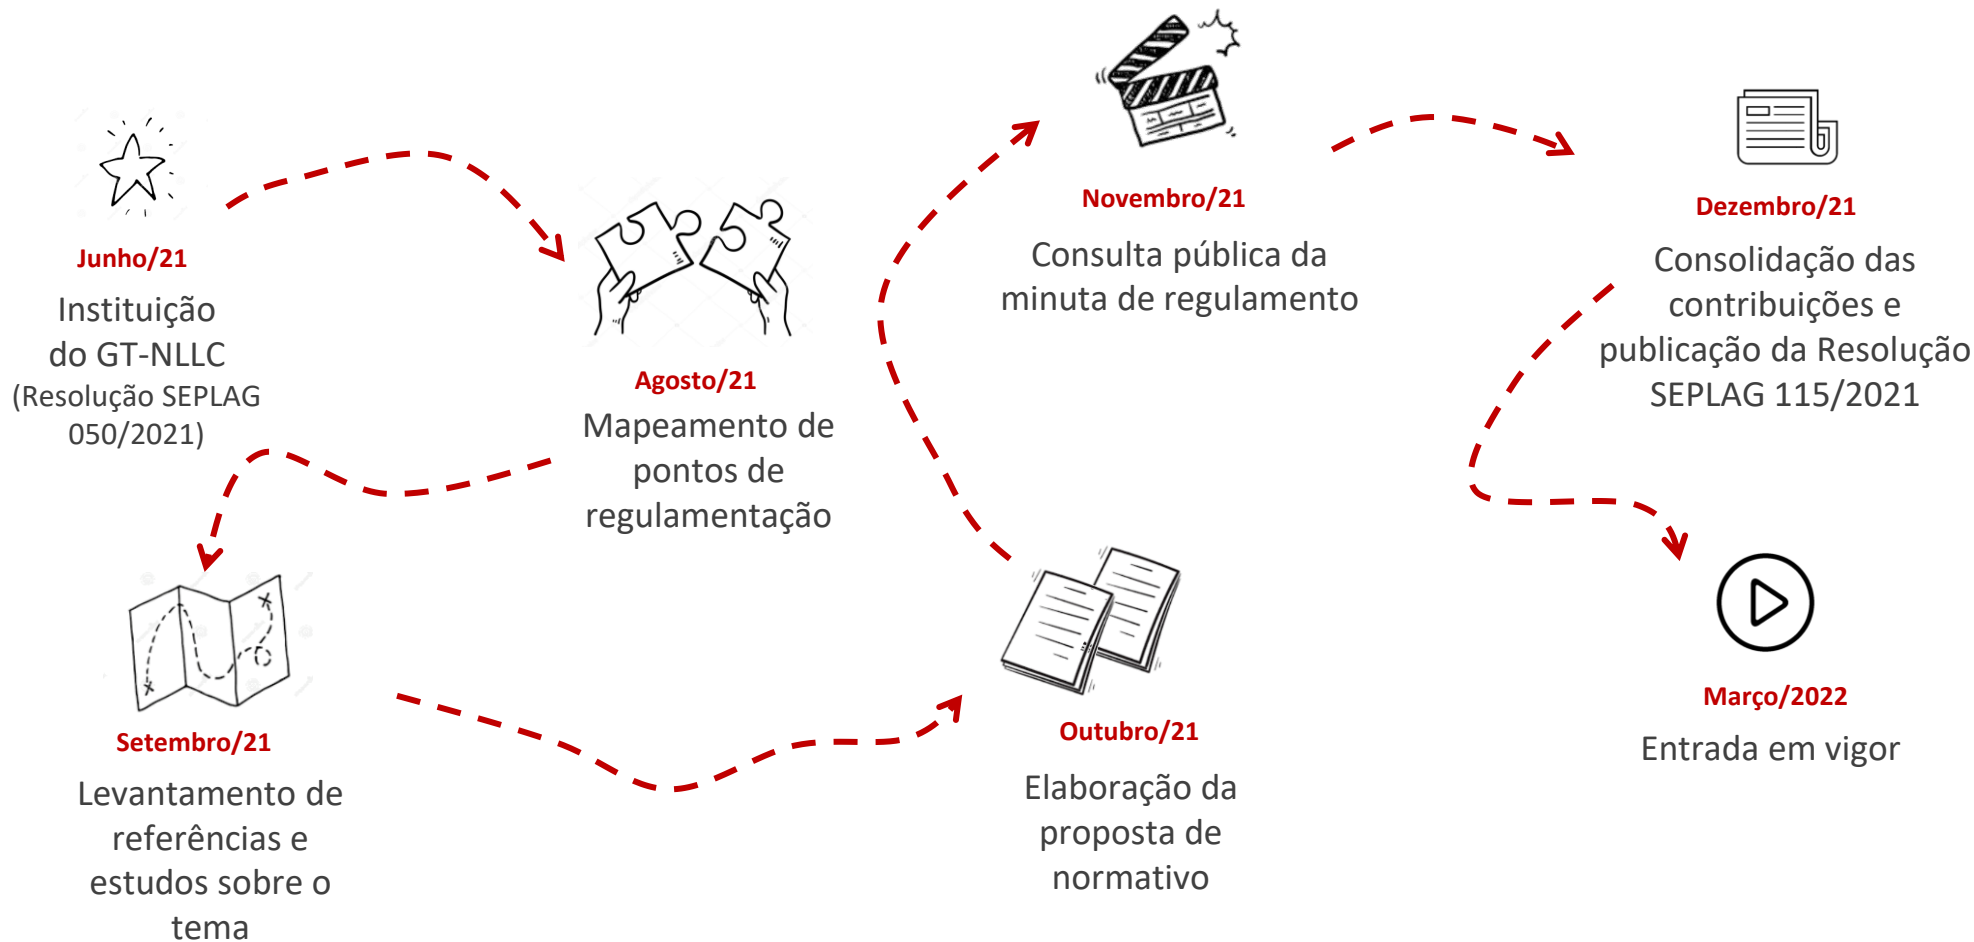 Junho/21
Instituição
do GT-NLLC
(Resolução SEPLAG
050/2021)
Agosto/21
Mapeamento de
pontos de
regulamentação
Setembro/21
Levantamento de
referências e
estudos sobre o
tema
Outubro/21
Elaboração da
proposta de
normativo
Novembro/21
Consulta pública da
minuta de regulamento
Dezembro/21
Consolidação das
contribuições e
publicação da Resolução
SEPLAG 115/2021
Março/2022
Entrada em vigor